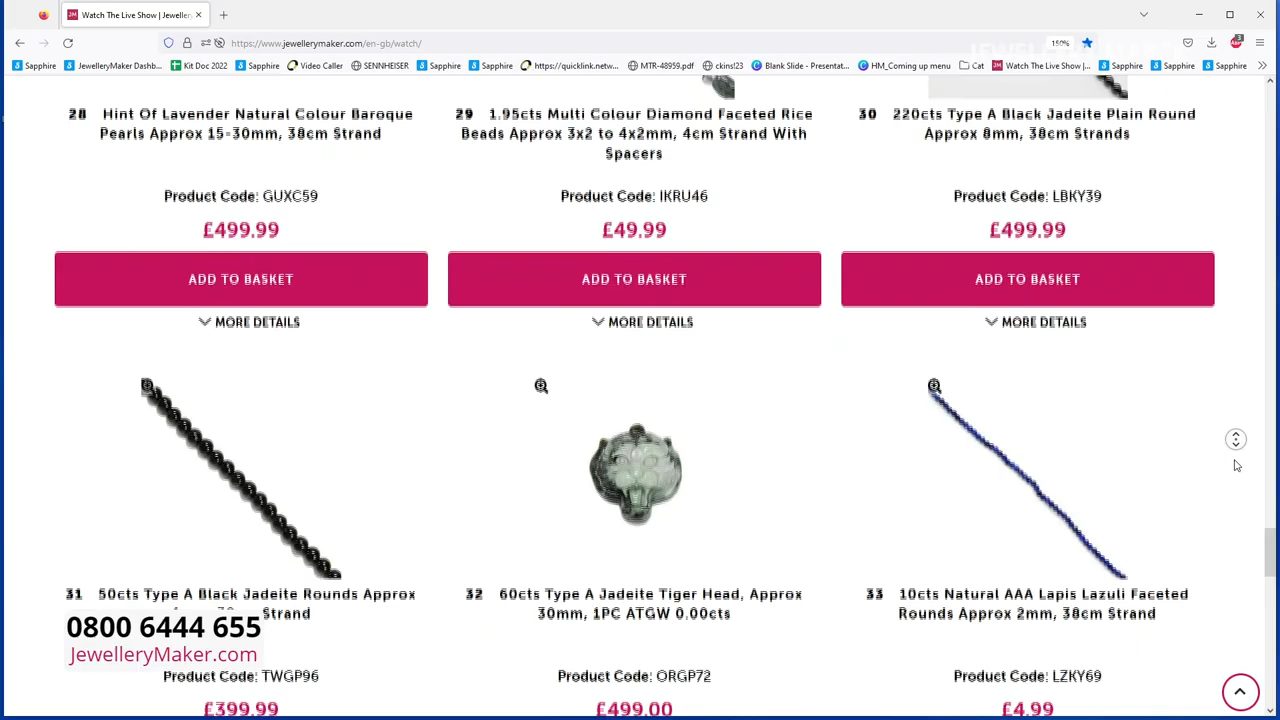 Watch The Live Show | Jewellery
https://www.jewellerymaker.com/en-gb/watch/
150%
Sapphire
JewelleryMaker Dashb...
Kit Doc 2022
Sapphire
Video Caller
SENNHEISER
Sapphire
Sapphire
https://quicklink.netw...
MTR-48959.pdf
ckins!23
Blank Slide - Presentat...
HM_Coming up menu
Cat
Watch The Live Show |...
Sapphire
Sapphire
Sapphire
28 Hint Of Lavender Natural Colour Baroque
Pearls Approx 15-30mm, 38cm Strand
Product Code: GUXC59
£499.99
ADD TO BASKET
MORE DETAILS
29 1.95cts Multi Colour Diamond Faceted Rice
Beads Approx 3x2 to 4x2mm, 4cm Strand With
Spacers
Product Code: IKRU46
£49.99
ADD TO BASKET
MORE DETAILS
30 220cts Type A Black Jadeite Plain Round
Approx 8mm, 38cm Strands
Product Code: LBKY39
£499.99
ADD TO BASKET
MORE DETAILS
31 50cts Type A Black Jadeite Rounds Approx
Strand
0800 6444 655
JewelleryMaker.com
Product Code: TWGP96
£399.99
32 60cts Type A Jadeite Tiger Head, Approx
30mm, 1PC ATGW 0.00cts
Product Code: ORGP72
£499.00
33 10cts Natural AAA Lapis Lazuli Faceted
Rounds Approx 2mm, 38cm Strand
Product Code: LZKY69
£4.99